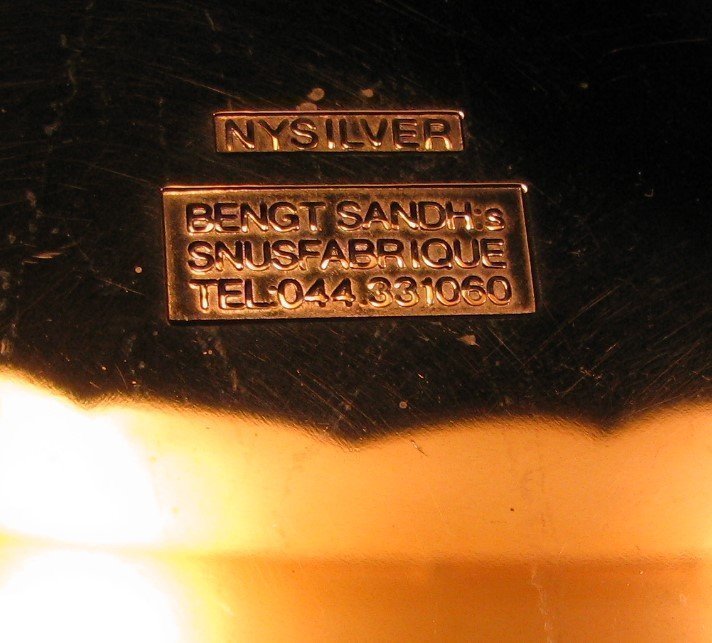 NYSILVER
BENGT SANDH:s
SNUSFABRIQUE
TEL:044.331060